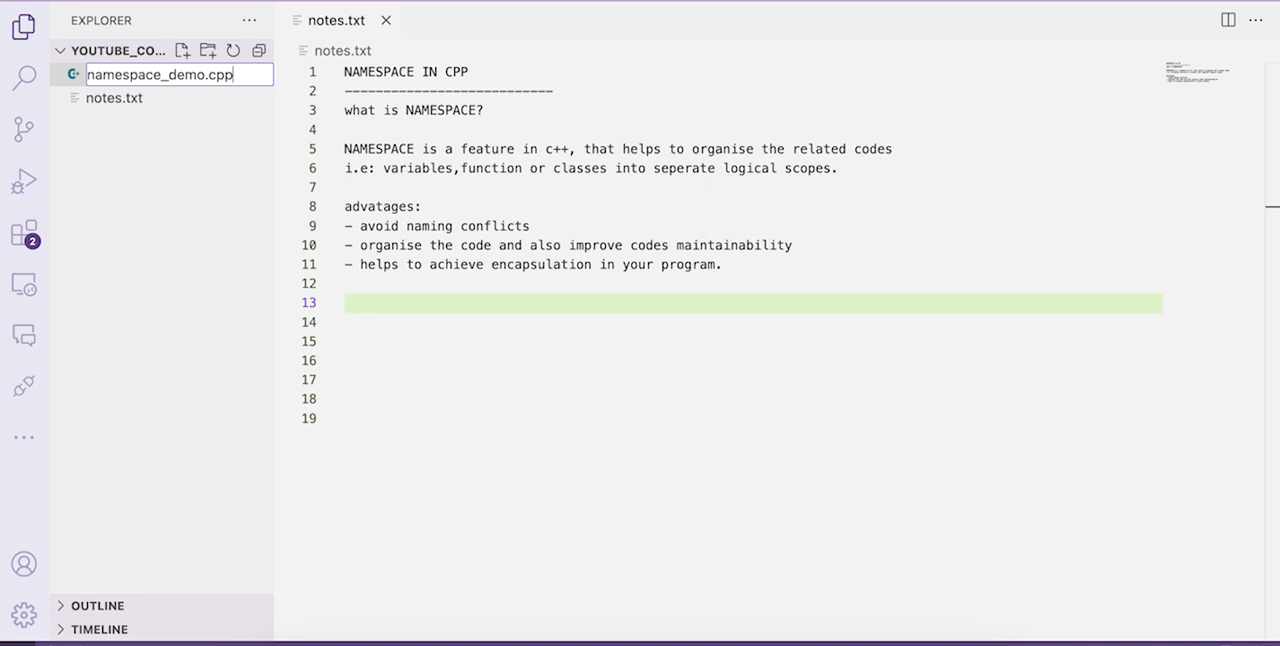 EXPLORER ...
YOUTUBE_CO...
namespace_demo.cpp
notes.txt
2
OUTLINE
TIMELINE
notes.txt
notes.txt
1 NAMESPACE IN CPP
2 ---------------------------
3 what is NAMESPACE?
4
5 NAMESPACE is a feature in c++, that helps to organise the related codes
6 i.e: variables,function or classes into seperate logical scopes.
7
8 advatages:
9 - avoid naming conflicts
10 - organise the code and also improve codes maintainability
11 - helps to achieve encapsulation in your program.
12
13
14
15
16
17
18
19